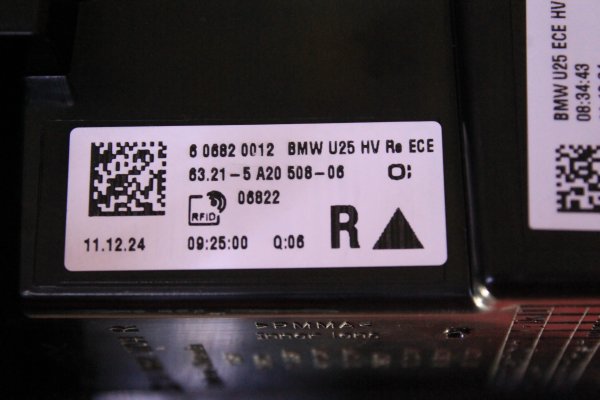 6 0682 0012 BMW U25 HV Re ECE
63.21-5 A20 508-06 O;
06822
RFID
11.12.24 09:25:00 Q:06 R
>PMMA<
BMW U25 ECE HV
08:34:43